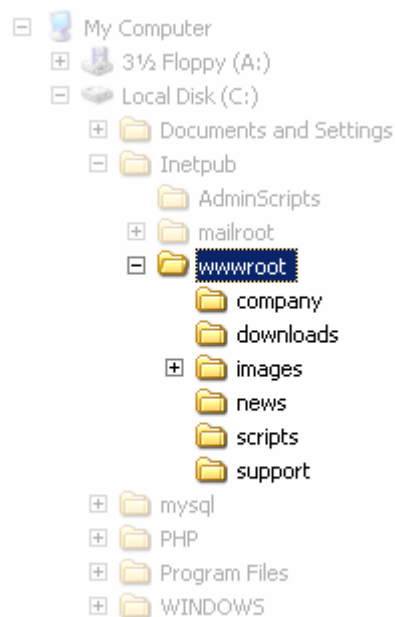 My Computer
3½ Floppy (A:)
Local Disk (C:)
Documents and Settings
Inetpub
AdminScripts
mailroot
wwwroot
company
downloads
images
news
scripts
support
mysql
PHP
Program Files
WINDOWS